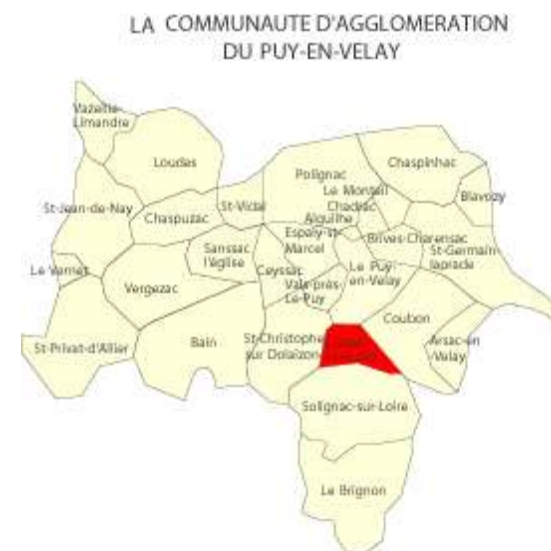 LA COMMUNAUTE D'AGGLOMERATION
DU PUY-EN-VELAY
Vazeille-
Limandre
Loudes
Polignac
Chaspinhac
Le Monteil
Blavozy
St-Jean-de-Nay
St-Vidal
Chadrac
Chaspuzac
Aiguilhe
Espaly-st-
Marcel
Brives-Charensac
Sanssac
l'église
St-Germain-
laprade
Le Vernet
Ceyssac
Le Puy-
en-Velay
Vergezac
Vals-près-
Le-Puy
Coubon
St-Privat-d'Allier
Bain
St-Christophe
sur Dolaizon
Arsac-en
-Velay
Solignac-sur-Loire
Le Brignon